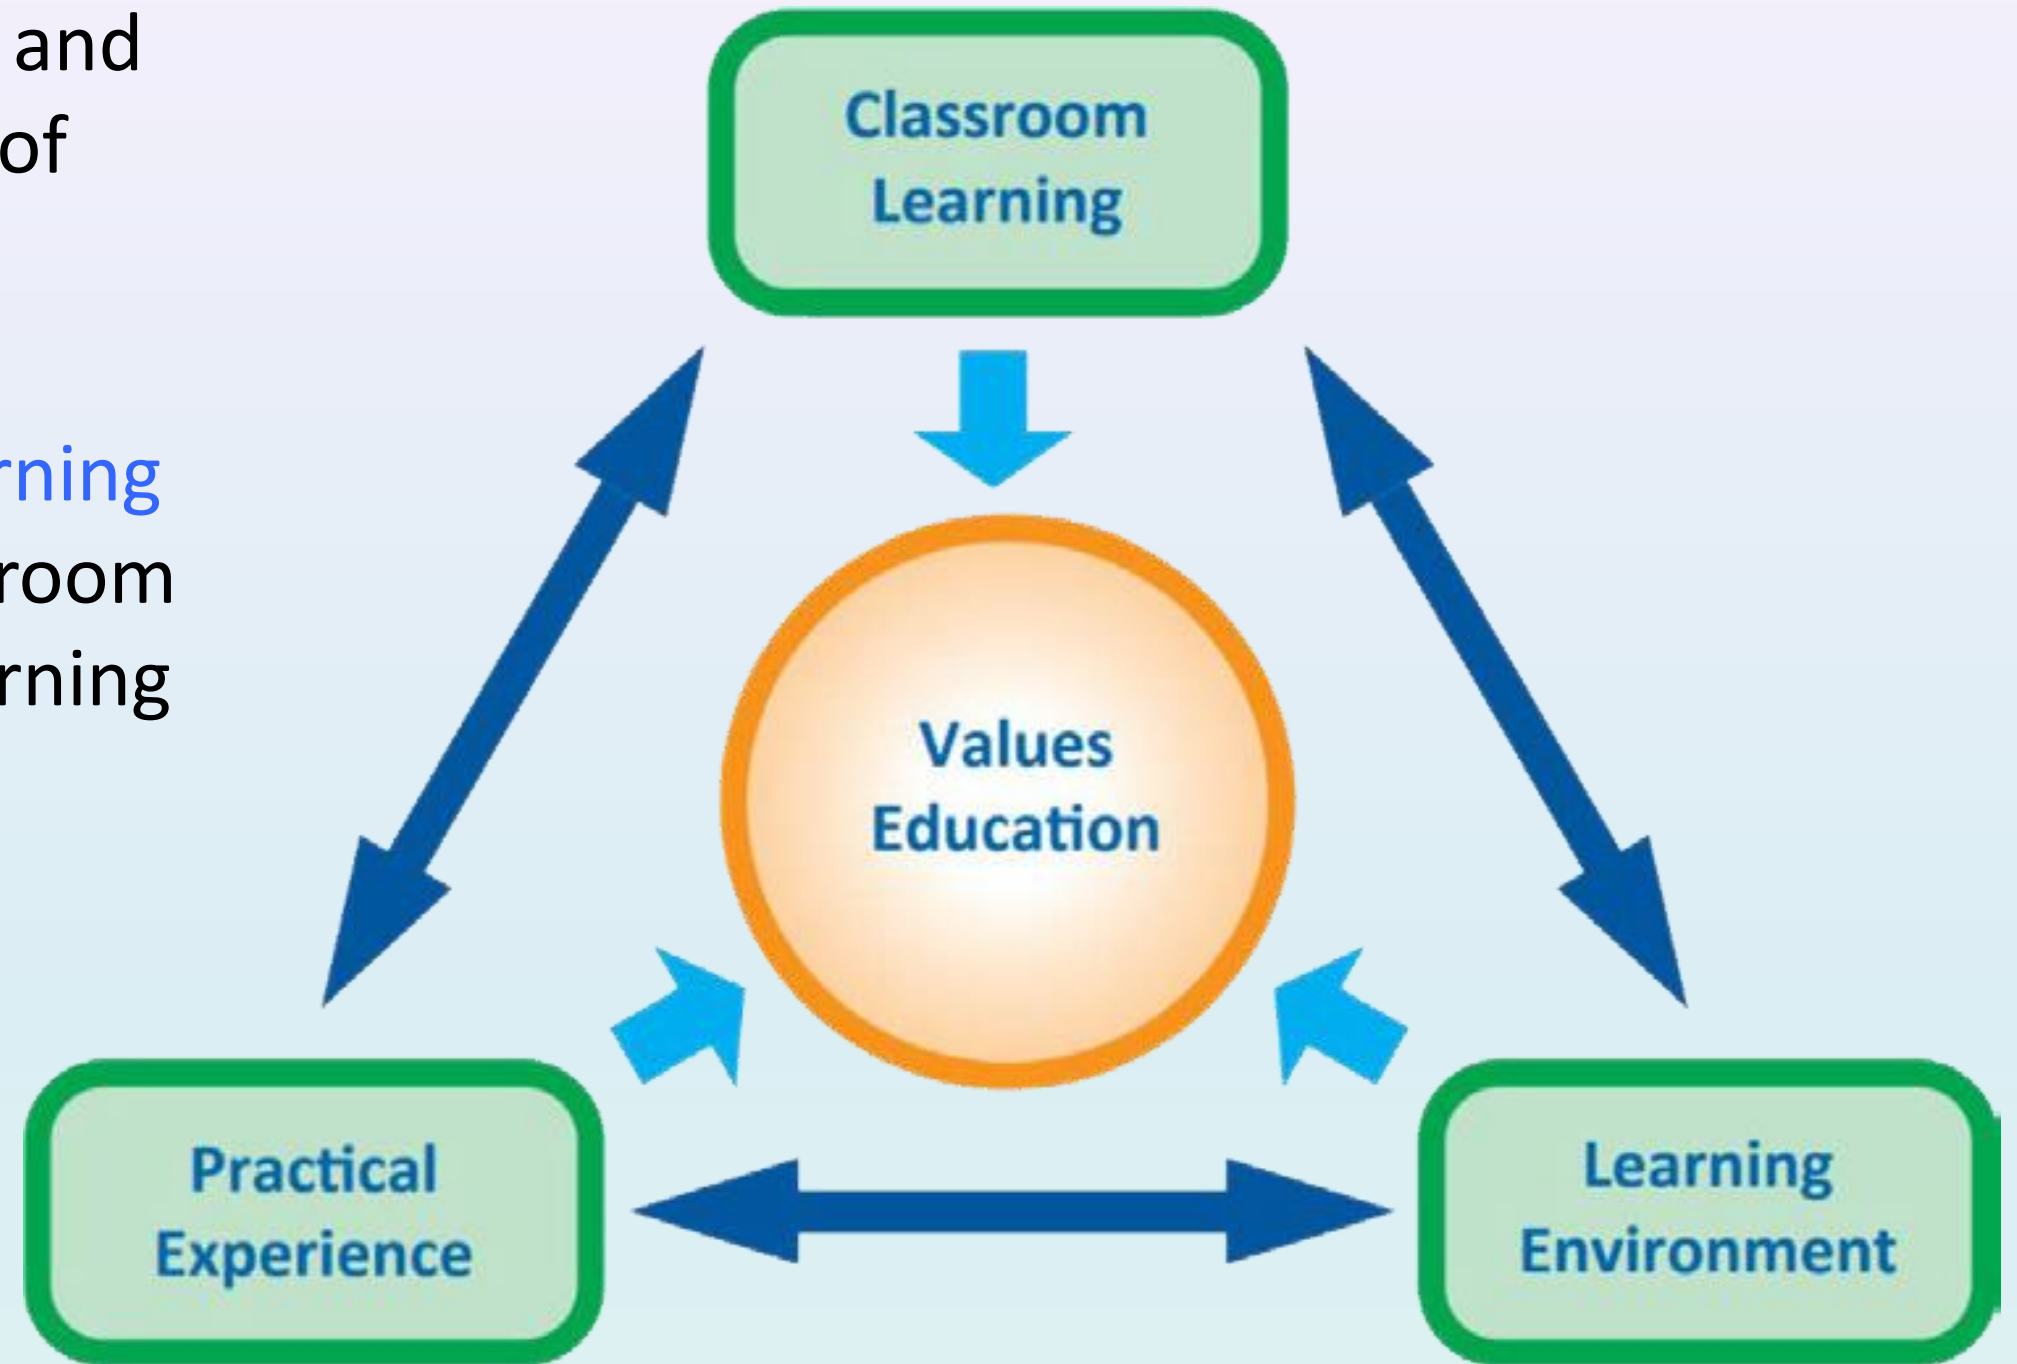 and
of
rning
room
rning
Classroom
Learning
Values
Education
Practical
Experience
Learning
Environment